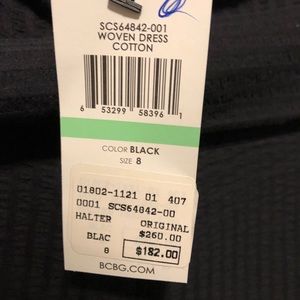 SCS64842-001
WOVEN DRESS
COTTON
6 53299 58396 1
COLOR BLACK
SIZE 8
01802-1121 01 407
0001 SCS64842-00
HALTER ORIGINAL
$260.00
BLAC
8 $182.00
BCBG.COM